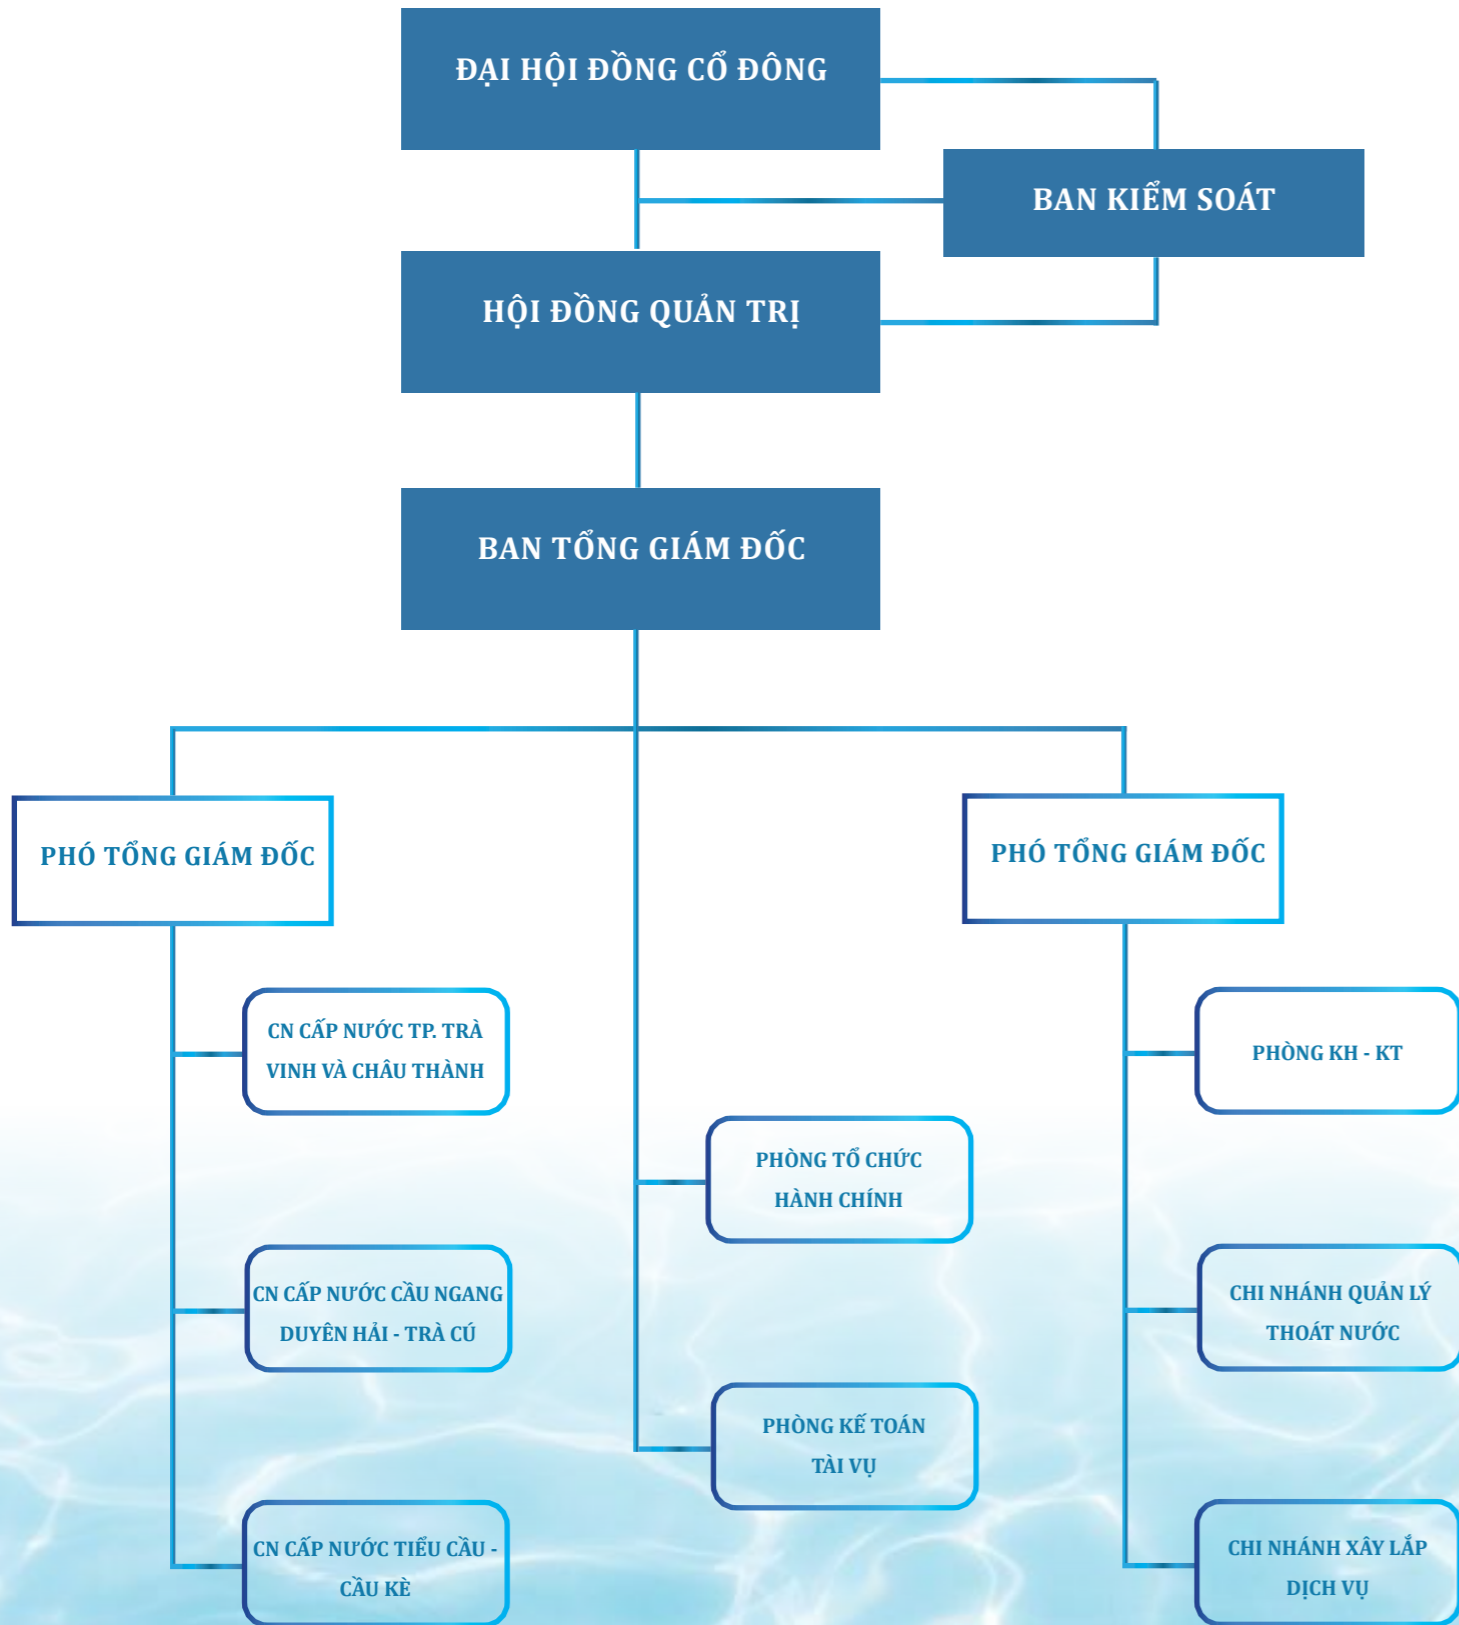 ĐẠI HỘI ĐỒNG CỔ ĐÔNG
BAN KIỂM SOÁT
HỘI ĐỒNG QUẢN TRỊ
BAN TỔNG GIÁM ĐỐC
PHÓ TỔNG GIÁM ĐỐC
PHÓ TỔNG GIÁM ĐỐC
CN CẤP NƯỚC TP. TRÀ
VINH VÀ CHÂU THÀNH
CN CẤP NƯỚC CẦU NGANG
DUYÊN HẢI - TRÀ CÚ
CN CẤP NƯỚC TIỂU CẦU -
CẦU KÈ
PHÒNG TỔ CHỨC
HÀNH CHÍNH
PHÒNG KẾ TOÁN
TÀI VỤ
PHÒNG KH - KT
CHI NHÁNH QUẢN LÝ
THOÁT NƯỚC
CHI NHÁNH XÂY LẮP
DỊCH VỤ